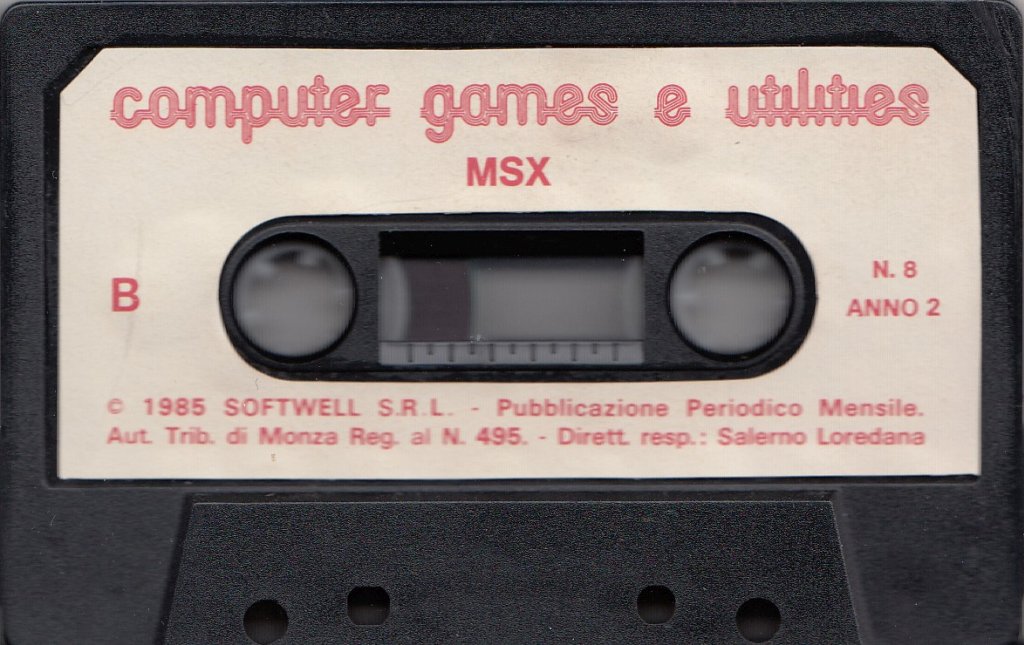 computer games e utilities
MSX
B
N. 8
ANNO 2
© 1985 SOFTWELL S.R.L. - Pubblicazione Periodico Mensile.
Aut. Trib. di Monza Reg. al N. 495. - Dirett. resp.: Salerno Loredana